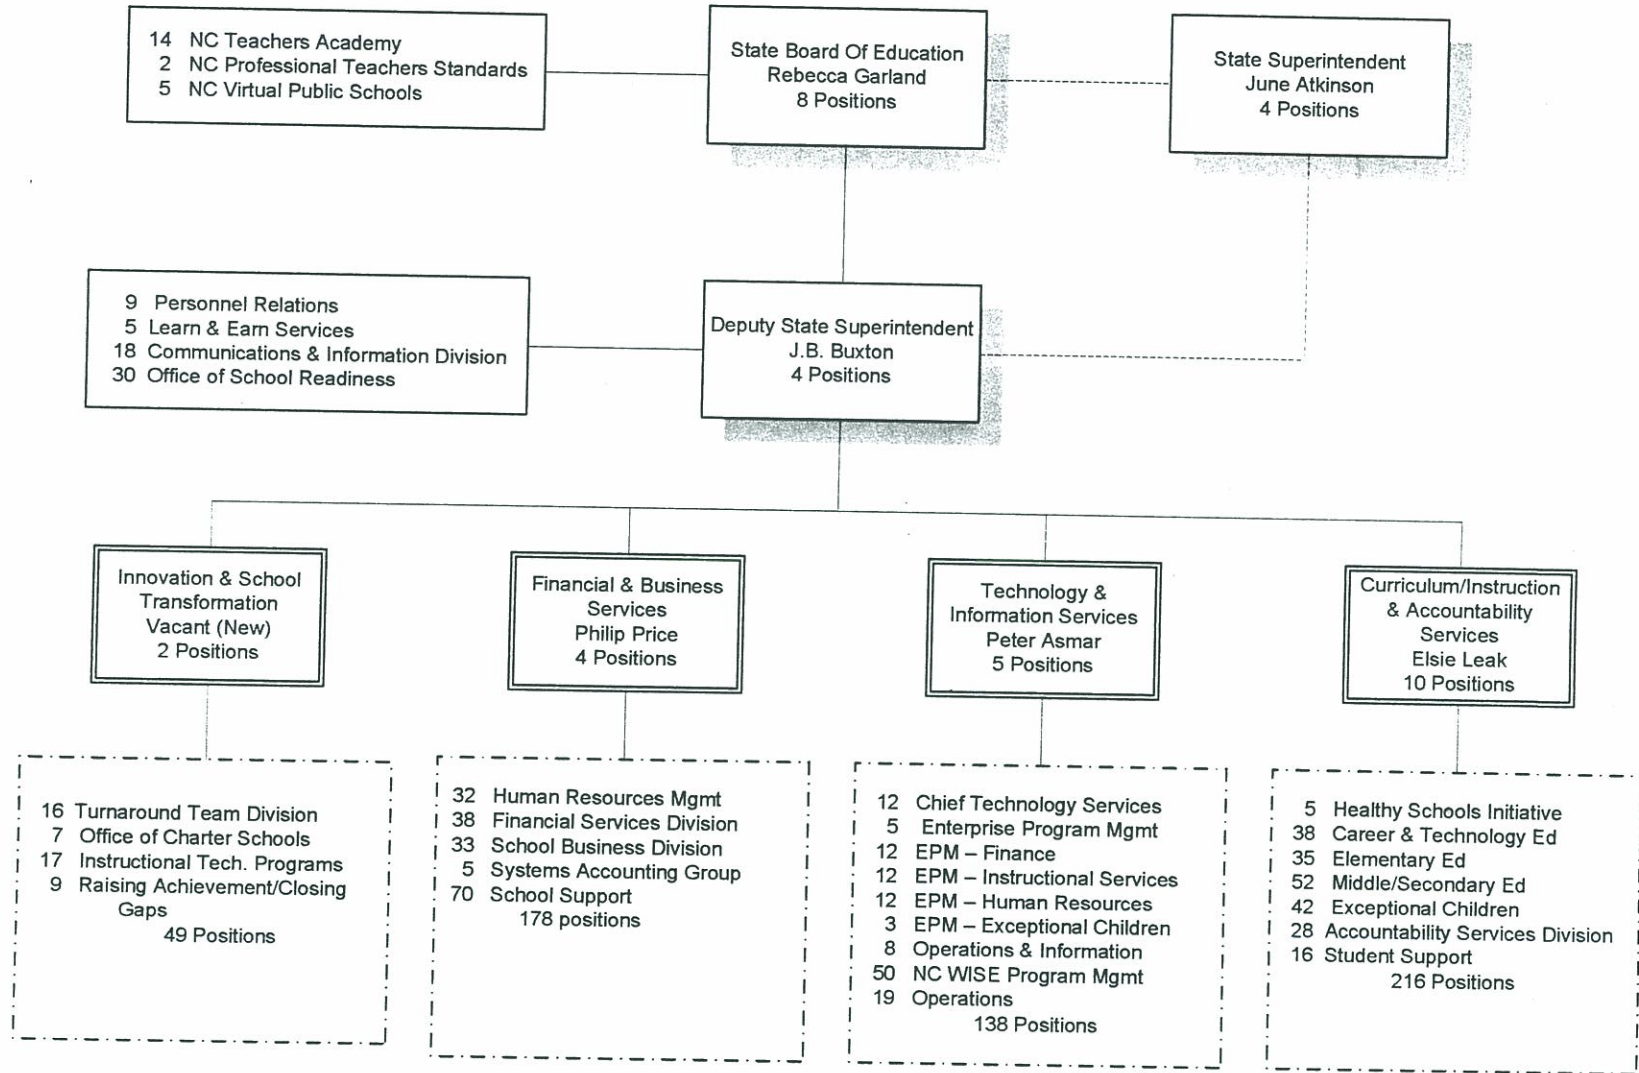 14 NC Teachers Academy
2 NC Professional Teachers Standards
5 NC Virtual Public Schools
State Board Of Education
Rebecca Garland
8 Positions
State Superintendent
June Atkinson
4 Positions
9 Personnel Relations
5 Learn & Earn Services
18 Communications & Information Division
30 Office of School Readiness
Deputy State Superintendent
J.B. Buxton
4 Positions
Innovation & School
Transformation
Vacant (New)
2 Positions
Financial & Business
Services
Philip Price
4 Positions
Technology &
Information Services
Peter Asmar
5 Positions
Curriculum/Instruction
& Accountability
Services
Elsie Leak
10 Positions
16 Turnaround Team Division
7 Office of Charter Schools
17 Instructional Tech. Programs
9 Raising Achievement/Closing
Gaps
49 Positions
32 Human Resources Mgmt
38 Financial Services Division
33 School Business Division
5 Systems Accounting Group
70 School Support
178 positions
12 Chief Technology Services
5 Enterprise Program Mgmt
12 EPM – Finance
12 EPM – Instructional Services
12 EPM – Human Resources
3 EPM – Exceptional Children
8 Operations & Information
50 NC WISE Program Mgmt
19 Operations
138 Positions
5 Healthy Schools Initiative
38 Career & Technology Ed
35 Elementary Ed
52 Middle/Secondary Ed
42 Exceptional Children
28 Accountability Services Division
16 Student Support
216 Positions